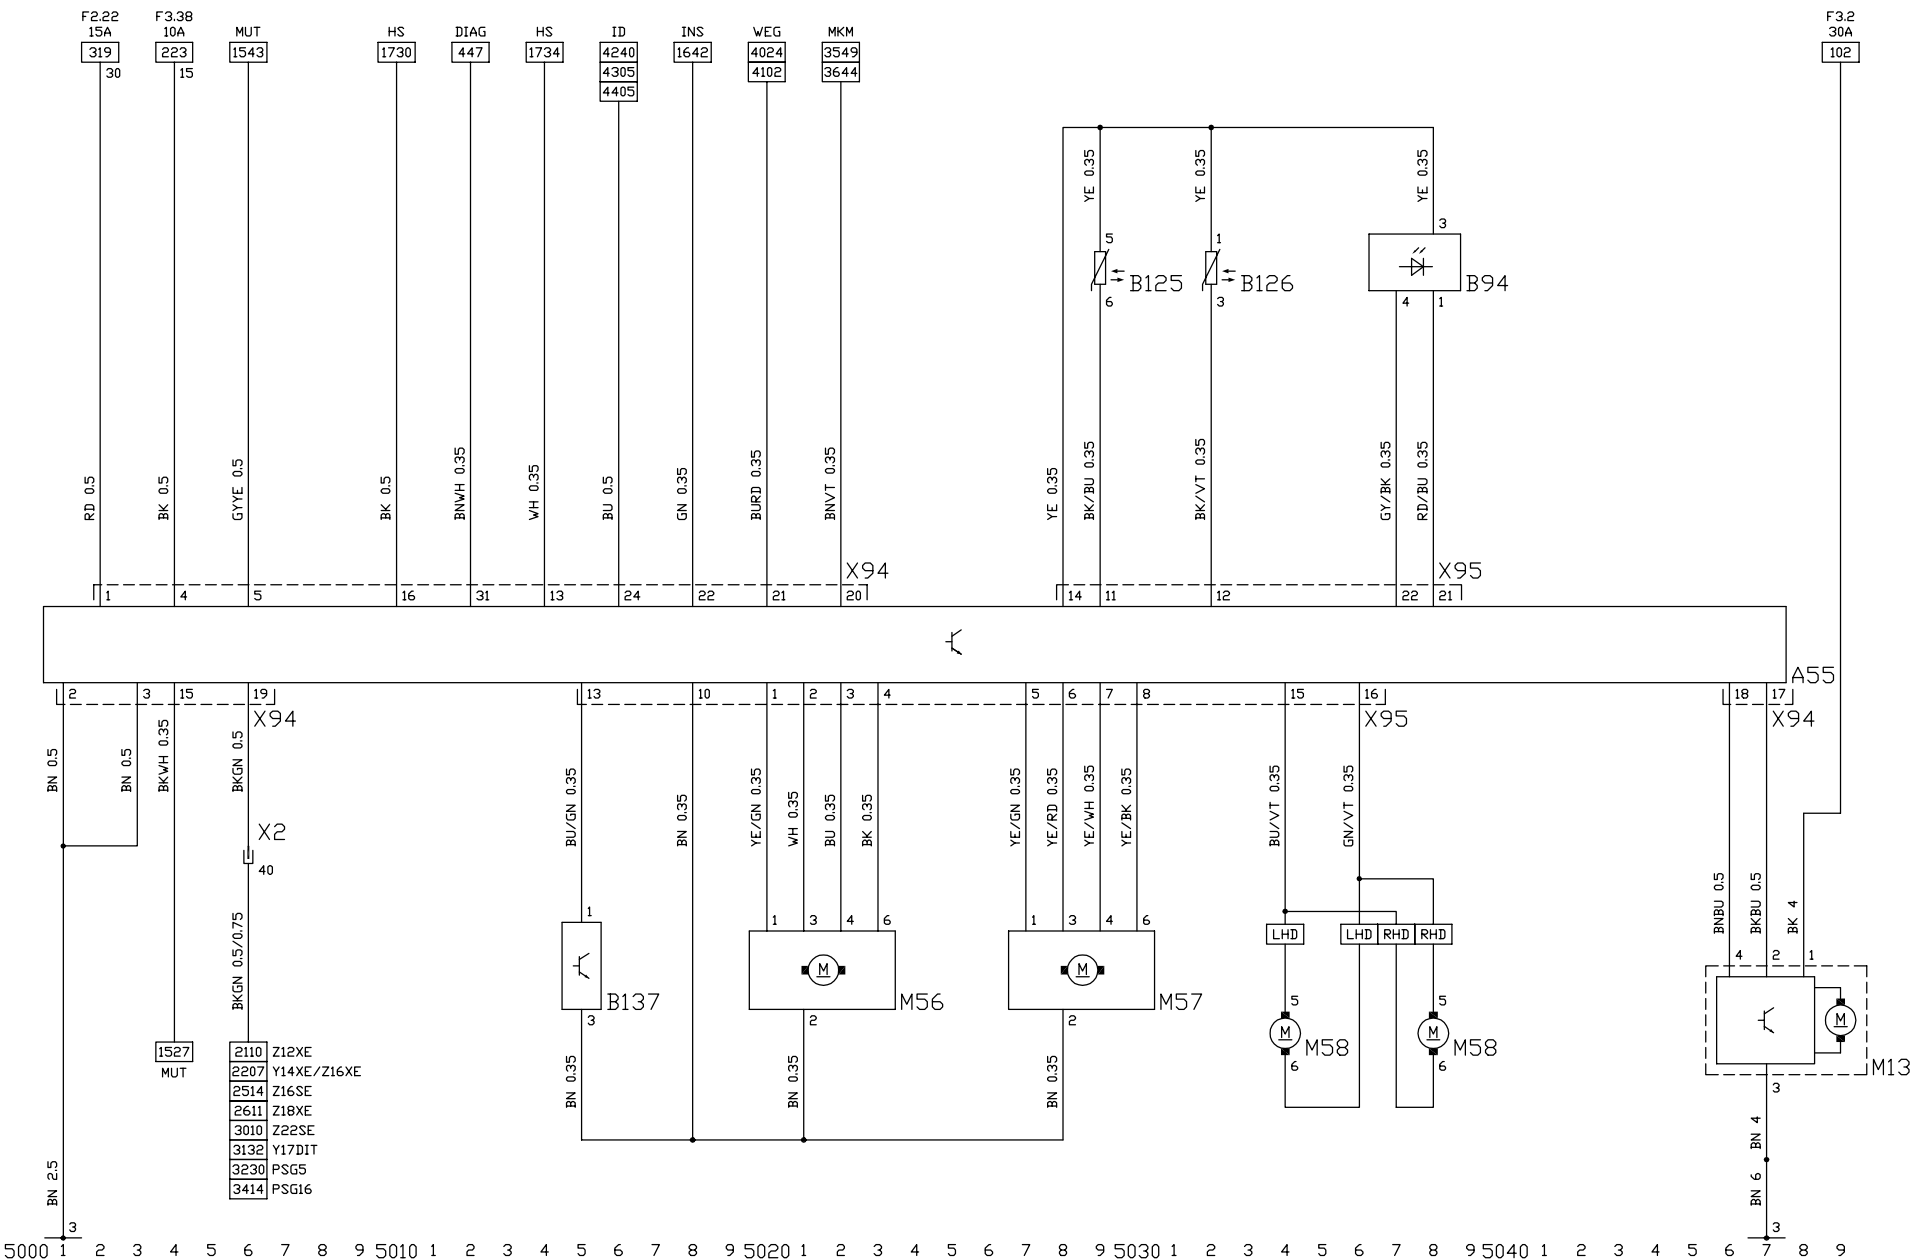 F2.22 F3.38 F3.2
15A 10A MUT HS DIAG HS ID INS WEG MKM 30A
319 223 1543 1730 447 1734 4240 1642 4024 3549 102
30 15 4305 4102 3644
4405
YE 0.35 YE 0.35 YE 0.35
3
5 1
B125 B126 B94
6 3 4 1
RD 0.5 BK 0.5 GYYE 0.5 BK 0.5 BNWH 0.35 WH 0.35 BU 0.5 GN 0.35 BURD 0.35 BNVT 0.35 YE 0.35 BK/BU 0.35 BK/VT 0.35 GY/BK 0.35 RD/BU 0.35
X94 X95
1 4 5 16 31 13 24 22 21 20 14 11 12 22 21
A55
2 3 15 19 13 10 1 2 3 4 5 6 7 8 15 16 18 17
X94 X95 X94
BN 0.5 BN 0.5 BKWH 0.35 BKGN 0.5 BU/GN 0.35 BN 0.35 YE/GN 0.35 WH 0.35 BU 0.35 BK 0.35 YE/GN 0.35 YE/RD 0.35 YE/WH 0.35 YE/BK 0.35 BU/VT 0.35 GN/VT 0.35
X2
40
BKGN 0.5/0.75 BNBU 0.5 BKBU 0.5 BK 4
1 1 3 4 6 1 3 4 6
LHD LHD RHD RHD
4 2 1
M M
B137 M56 M57
3 2 2
5 5
M M M
M58 M58 M13
6 6 3
1527 2110 Z12XE
MUT 2207 Y14XE/Z16XE
2514 Z16SE
2611 Z18XE
3010 Z22SE
3132 Y17DIT
3230 PSG5
3414 PSG16
BN 0.35 BN 0.35 BN 0.35 BN 4
BN 2.5 BN 6
3 3
5000 1 2 3 4 5 6 7 8 9 5010 1 2 3 4 5 6 7 8 9 5020 1 2 3 4 5 6 7 8 9 5030 1 2 3 4 5 6 7 8 9 5040 1 2 3 4 5 6 7 8 9